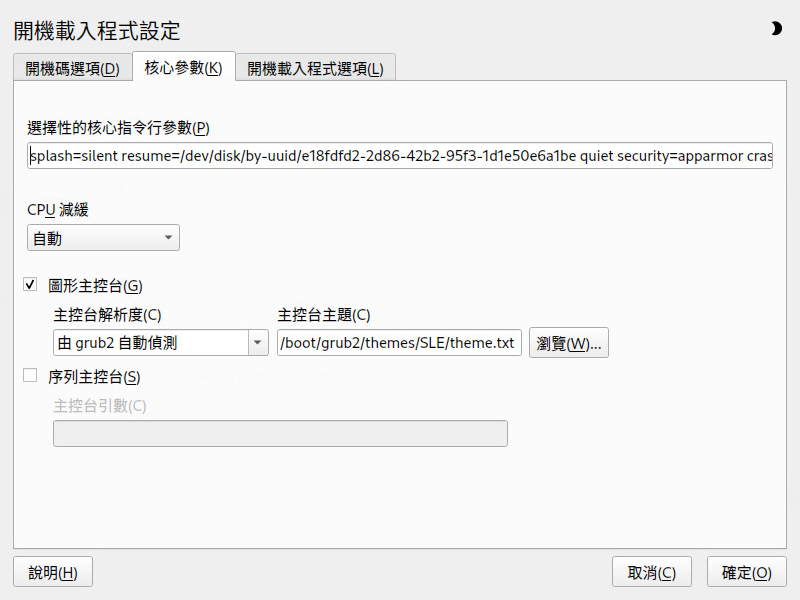 開機載入程式設定
開機碼選項(D) 核心參數(K) 開機載入程式選項(L)
選擇性的核心指令行參數(P)
splash=silent resume=/dev/disk/by-uuid/e18fdfd2-2d86-42b2-95f3-1d1e50e6a1be quiet security=apparmor cras
CPU 減緩
自動
圖形主控台(G)
主控台解析度(C) 主控台主題(C)
由 grub2 自動偵測 /boot/grub2/themes/SLE/theme.txt 瀏覽(W)...
序列主控台(S)
主控台引數(C)
說明(H) 取消(C) 確定(O)